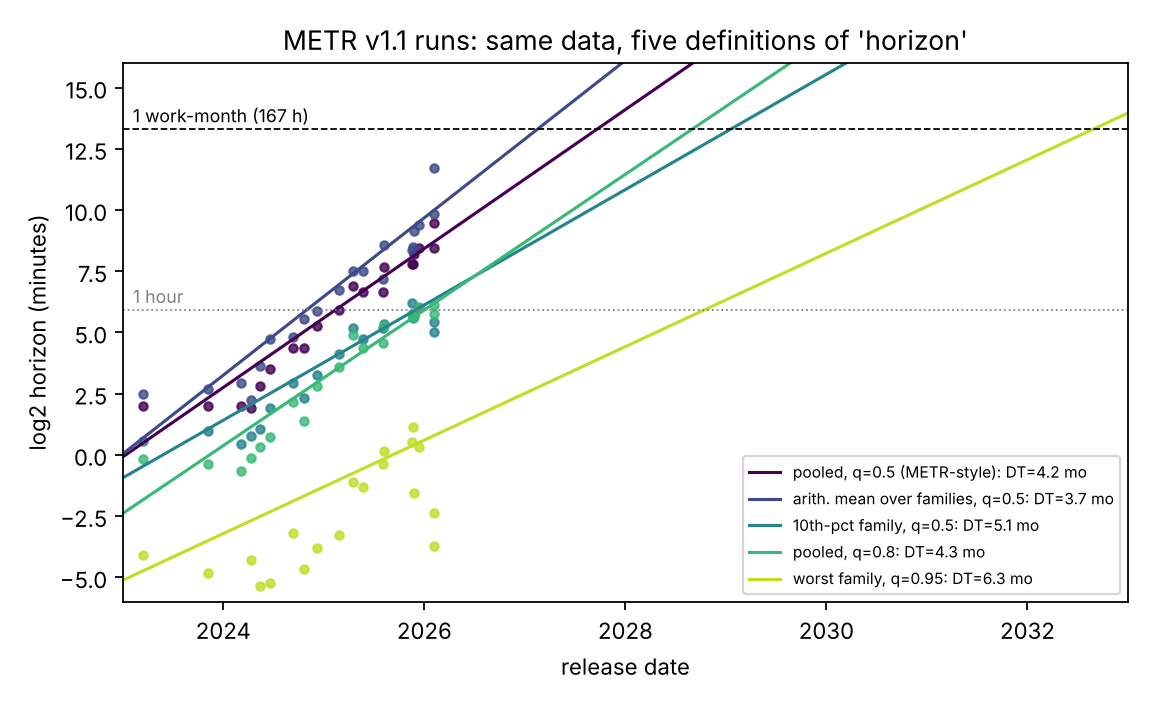 METR v1.1 runs: same data, five definitions of 'horizon'
15.0
12.5
10.0
7.5
5.0
2.5
0.0
−2.5
−5.0
log2 horizon (minutes)
1 work-month (167 h)
1 hour
pooled, q=0.5 (METR-style): DT=4.2 mo
arith. mean over families, q=0.5: DT=3.7 mo
10th-pct family, q=0.5: DT=5.1 mo
pooled, q=0.8: DT=4.3 mo
worst family, q=0.95: DT=6.3 mo
2024
2026
2028
2030
2032
release date